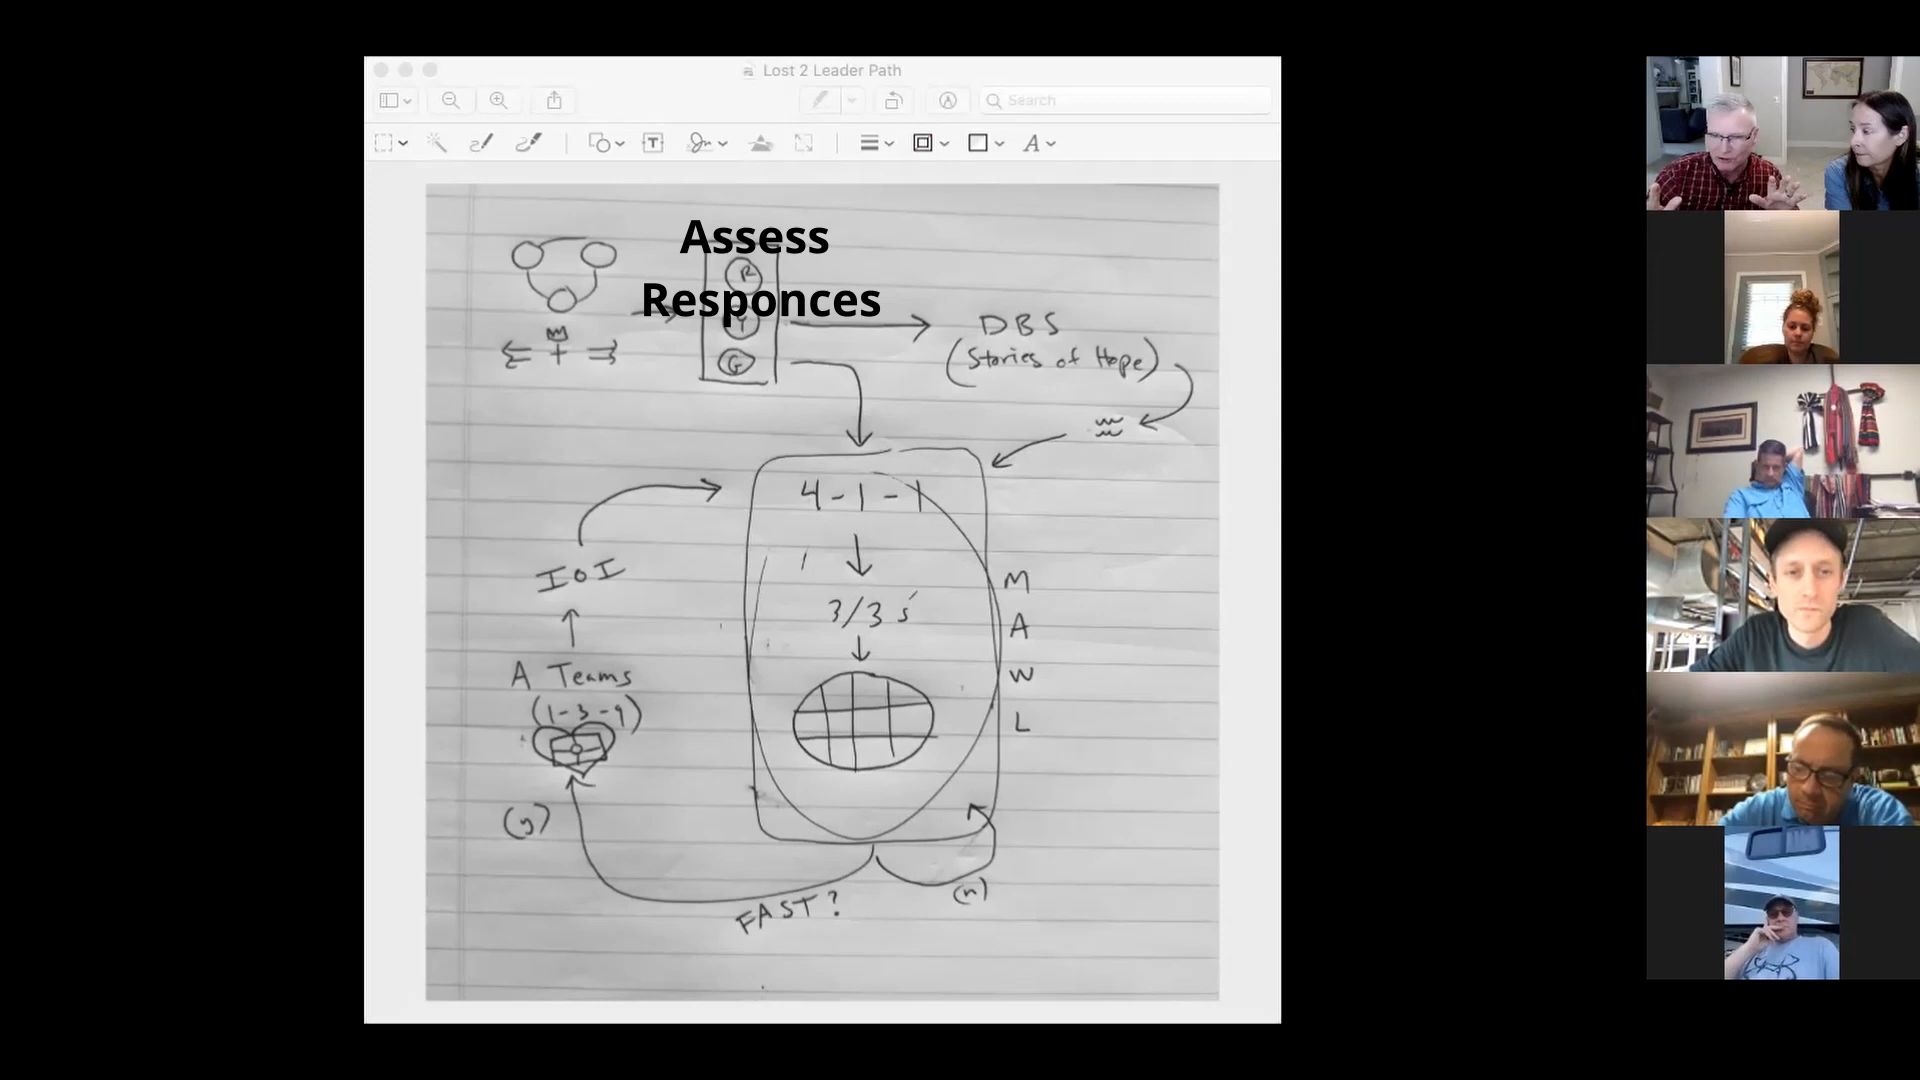 Lost 2 Leader Path
Search
Assess
Responces
R
Y
G
DBS
(Stories of Hope)
4-1-1
3/3's
M
A
W
L
IOI
A Teams
(1-3-9)
(y)
FAST?
(n)